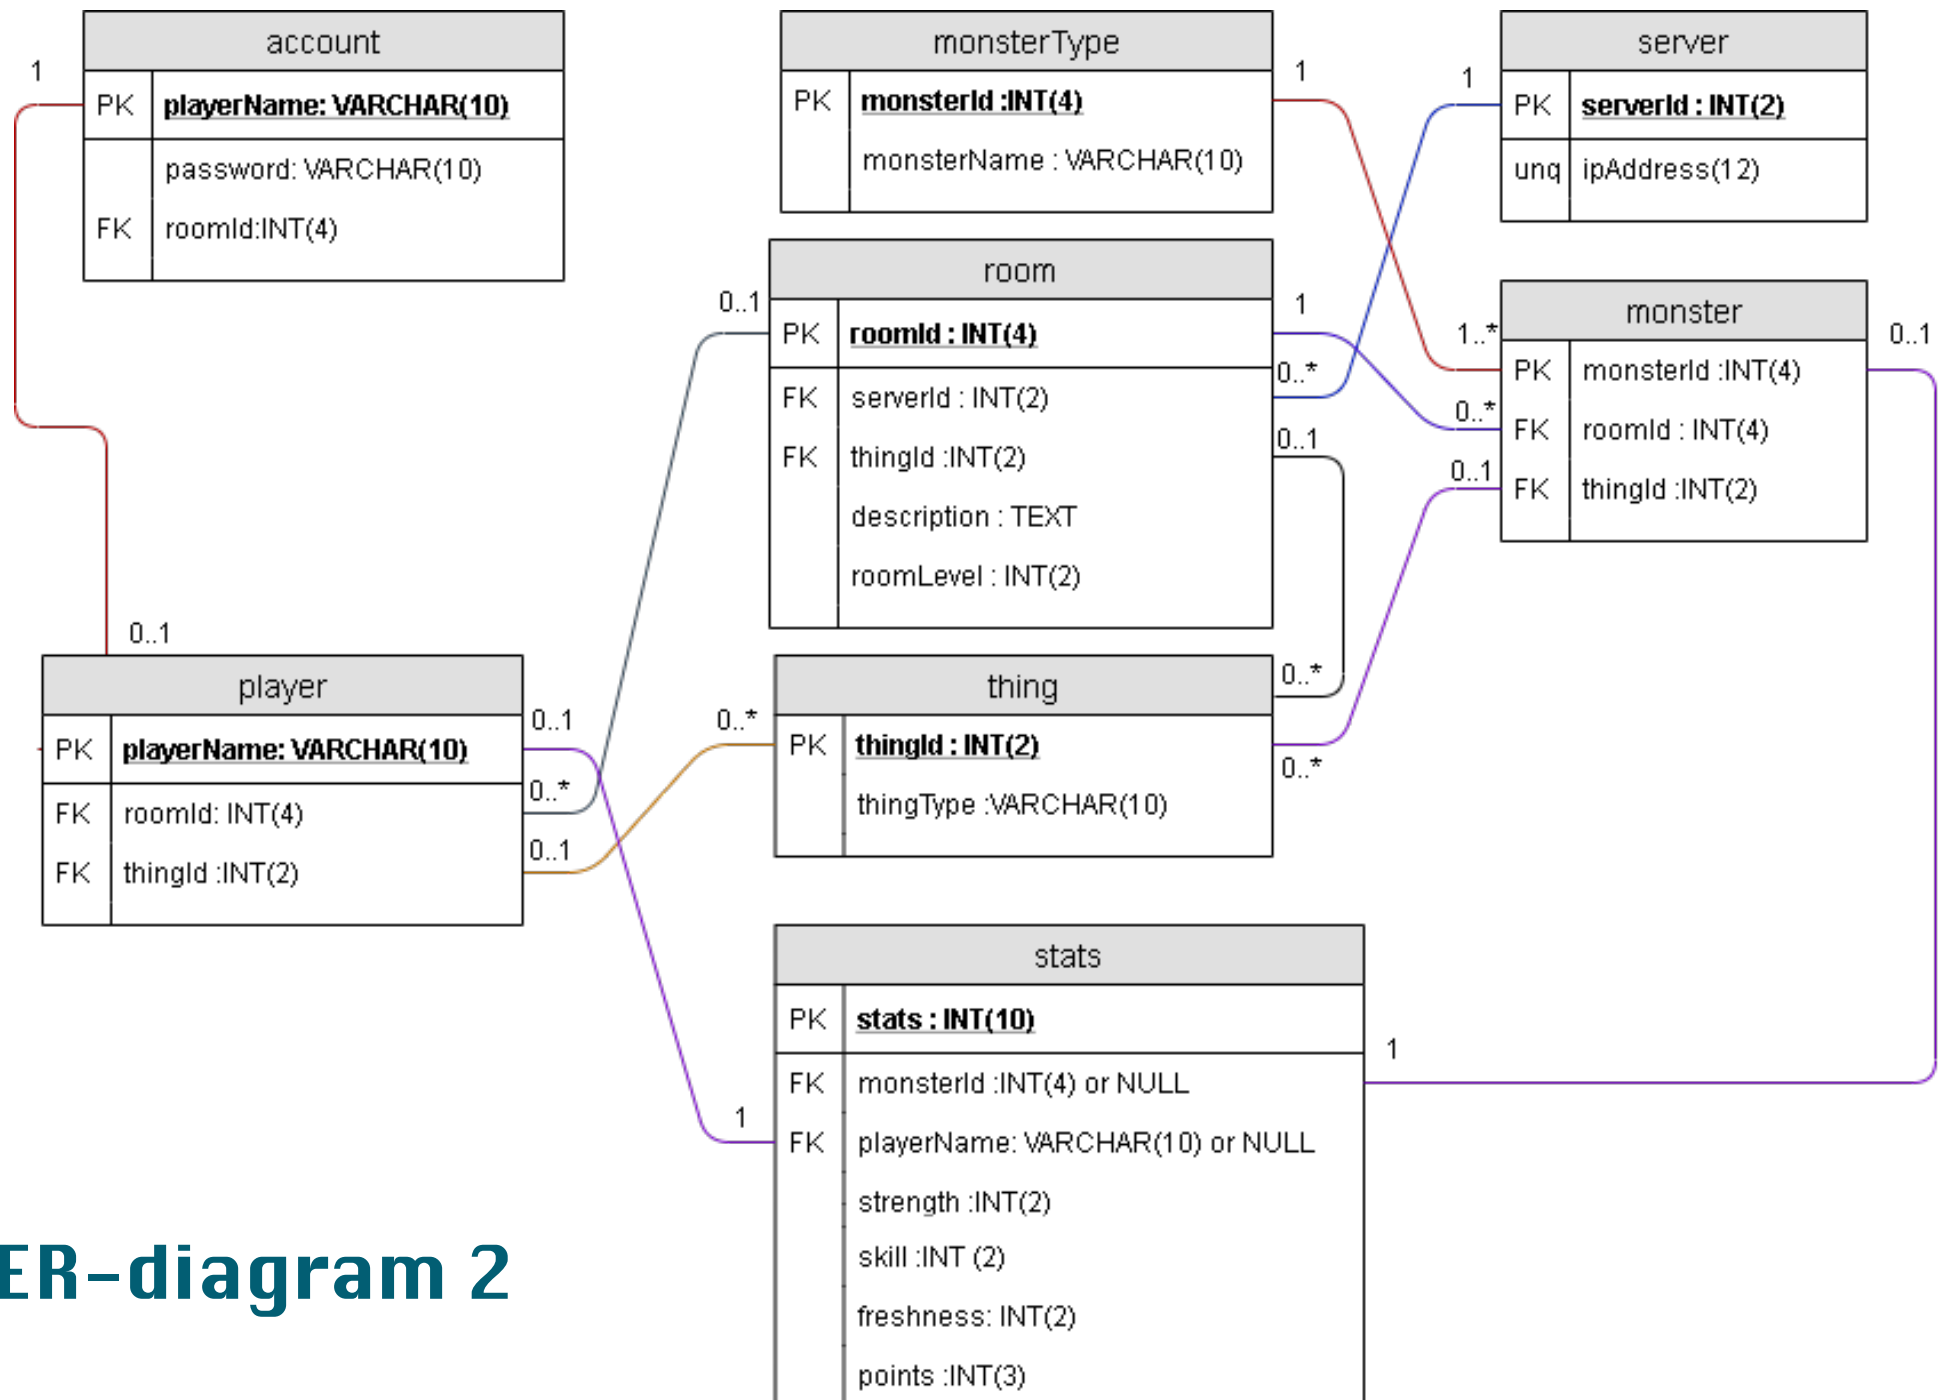 account
1
PK playerName: VARCHAR(10)
password: VARCHAR(10)
FK roomId:INT(4)
monsterType
1
PK monsterId :INT(4)
monsterName : VARCHAR(10)
server
1
PK serverId : INT(2)
unq ipAddress(12)
room
0..1
1
PK roomId : INT(4)
0..*
FK serverId : INT(2)
0..1
FK thingId :INT(2)
description : TEXT
roomLevel : INT(2)
monster
1..*
0..1
PK monsterId :INT(4)
0..*
FK roomId : INT(4)
0..1
FK thingId :INT(2)
0..1
player
0..1
PK playerName: VARCHAR(10)
0..*
FK roomId: INT(4)
0..1
FK thingId :INT(2)
thing
0..*
0..*
PK thingId : INT(2)
0..*
thingType :VARCHAR(10)
stats
PK stats : INT(10)
1
FK monsterId :INT(4) or NULL
1
FK playerName: VARCHAR(10) or NULL
strength :INT(2)
skill :INT (2)
freshness: INT(2)
points :INT(3)
ER-diagram 2